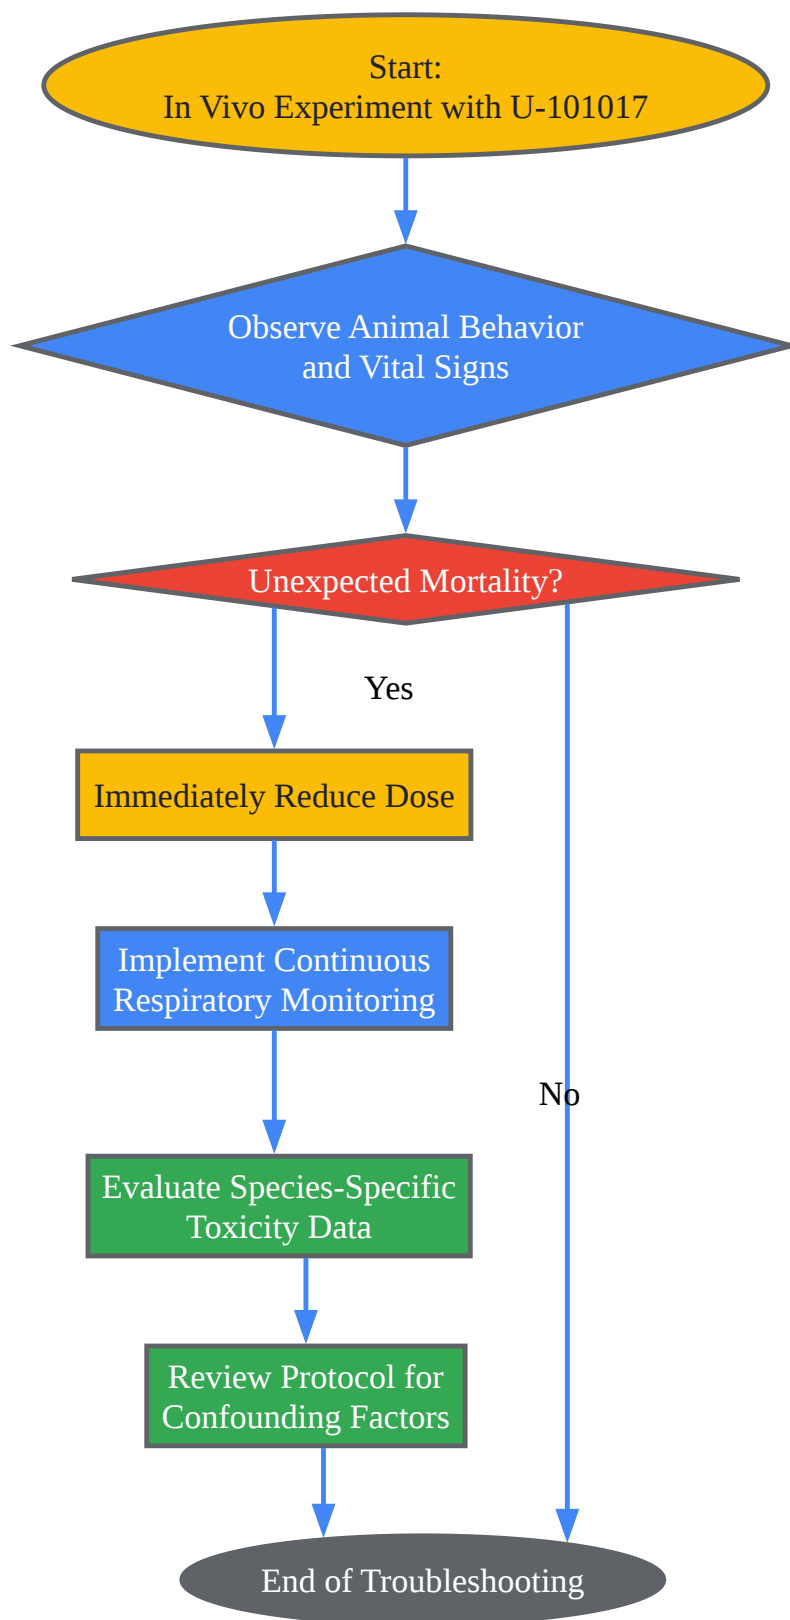 Start:
In Vivo Experiment with U-101017
Observe Animal Behavior
and Vital Signs
Unexpected Mortality?
Yes
Immediately Reduce Dose
Implement Continuous
Respiratory Monitoring
No
Evaluate Species-Specific
Toxicity Data
Review Protocol for
Confounding Factors
End of Troubleshooting